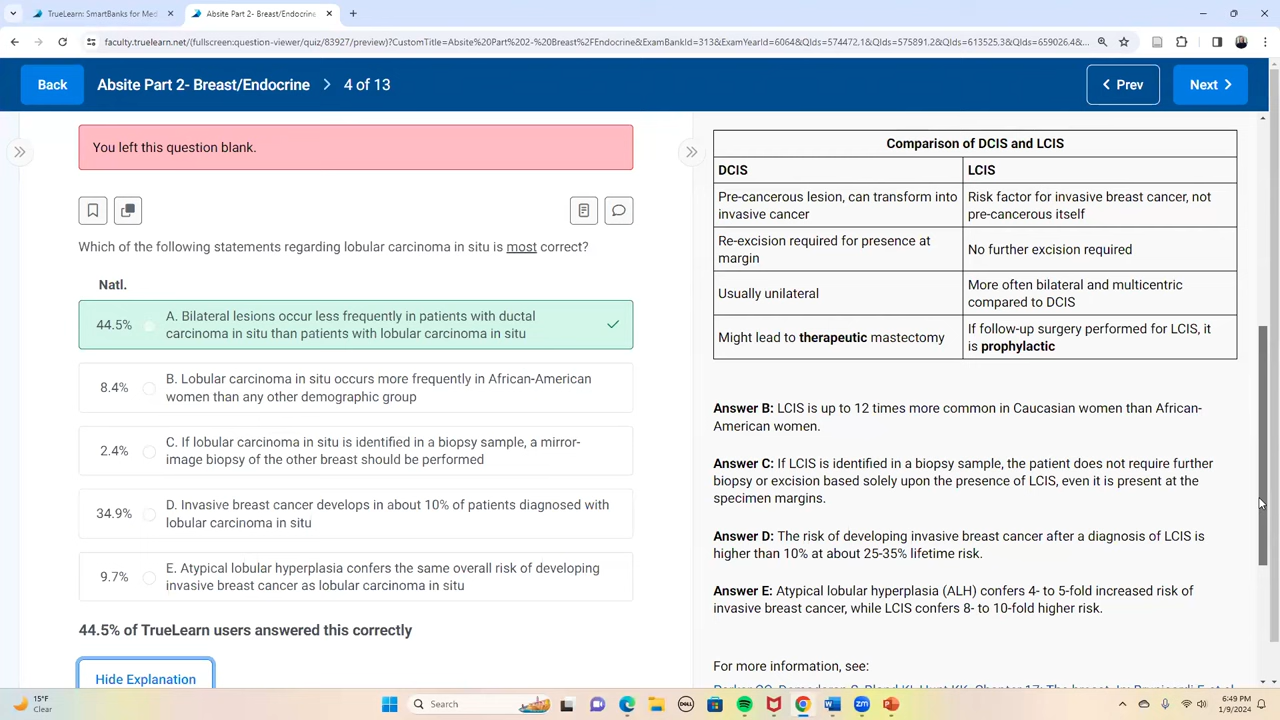 TrueLearn: SmartBanks for Med
Absite Part 2- Breast/Endocrine
faculty.truelearn.net/(fullscreen:question-viewer/quiz/83927/preview)?CustomTitle=Absite%20Part%202-%20Breast%2FEndocrine&ExamBankId=313&ExamYearId=6064&QIds=574472,1&QIds=575891,2&QIds=613525,3&QIds=659026,4&...
Back
Absite Part 2- Breast/Endocrine > 4 of 13
Prev
Next
You left this question blank.
Which of the following statements regarding lobular carcinoma in situ is most correct?
Natl.
44.5%
A. Bilateral lesions occur less frequently in patients with ductal
carcinoma in situ than patients with lobular carcinoma in situ
8.4%
B. Lobular carcinoma in situ occurs more frequently in African-American
women than any other demographic group
2.4%
C. If lobular carcinoma in situ is identified in a biopsy sample, a mirror-
image biopsy of the other breast should be performed
34.9%
D. Invasive breast cancer develops in about 10% of patients diagnosed with
lobular carcinoma in situ
9.7%
E. Atypical lobular hyperplasia confers the same overall risk of developing
invasive breast cancer as lobular carcinoma in situ
44.5% of TrueLearn users answered this correctly
Hide Explanation
Comparison of DCIS and LCIS
DCIS
LCIS
Pre-cancerous lesion, can transform into
invasive cancer
Risk factor for invasive breast cancer, not
pre-cancerous itself
Re-excision required for presence at
margin
No further excision required
Usually unilateral
More often bilateral and multicentric
compared to DCIS
Might lead to therapeutic mastectomy
If follow-up surgery performed for LCIS, it
is prophylactic
Answer B: LCIS is up to 12 times more common in Caucasian women than African-
American women.
Answer C: If LCIS is identified in a biopsy sample, the patient does not require further
biopsy or excision based solely upon the presence of LCIS, even it is present at the
specimen margins.
Answer D: The risk of developing invasive breast cancer after a diagnosis of LCIS is
higher than 10% at about 25-35% lifetime risk.
Answer E: Atypical lobular hyperplasia (ALH) confers 4- to 5-fold increased risk of
invasive breast cancer, while LCIS confers 8- to 10-fold higher risk.
For more information, see:
15°F
Clear
Search
DELL
zm
6:49 PM
1/9/2024